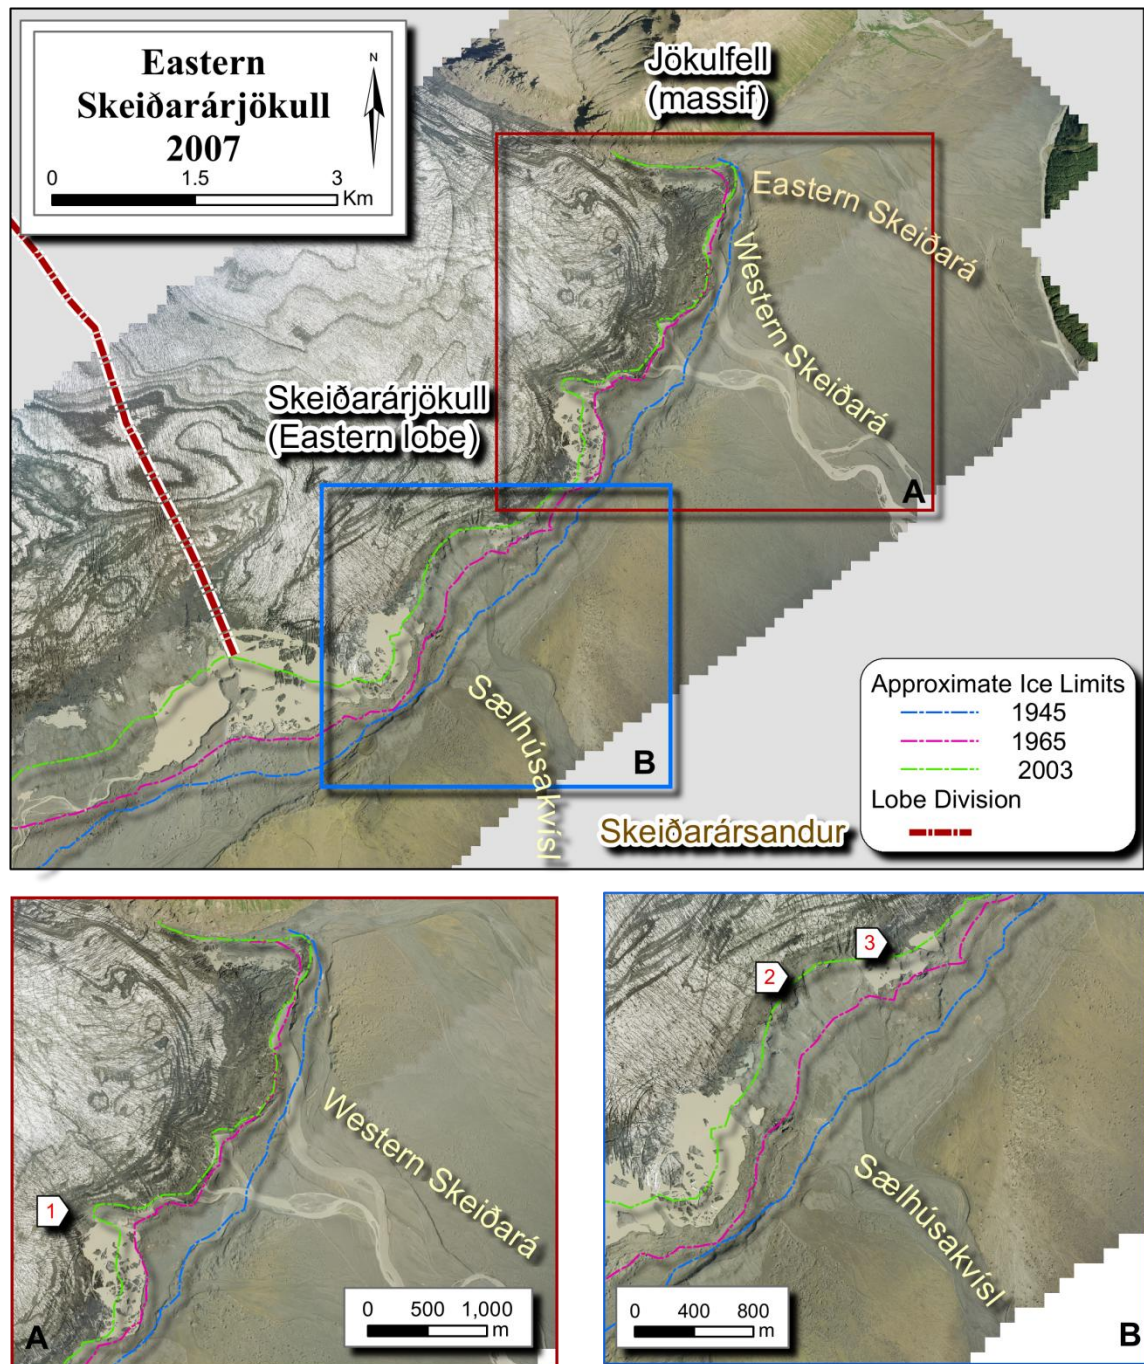 Eastern
Skeiðarárjökull
2007
N
0 1.5 3
Km
Jökulfell
(massif)
Eastern Skeiðará
Western Skeiðará
Skeiðarárjökull
(Eastern lobe)
A
Sælhúsakvísl
B
Skeiðarársandur
Approximate Ice Limits
1945
1965
2003
Lobe Division
Western Skeiðará
1
0 500 1,000
m
A
3
2
Sælhúsakvísl
0 400 800
m
B